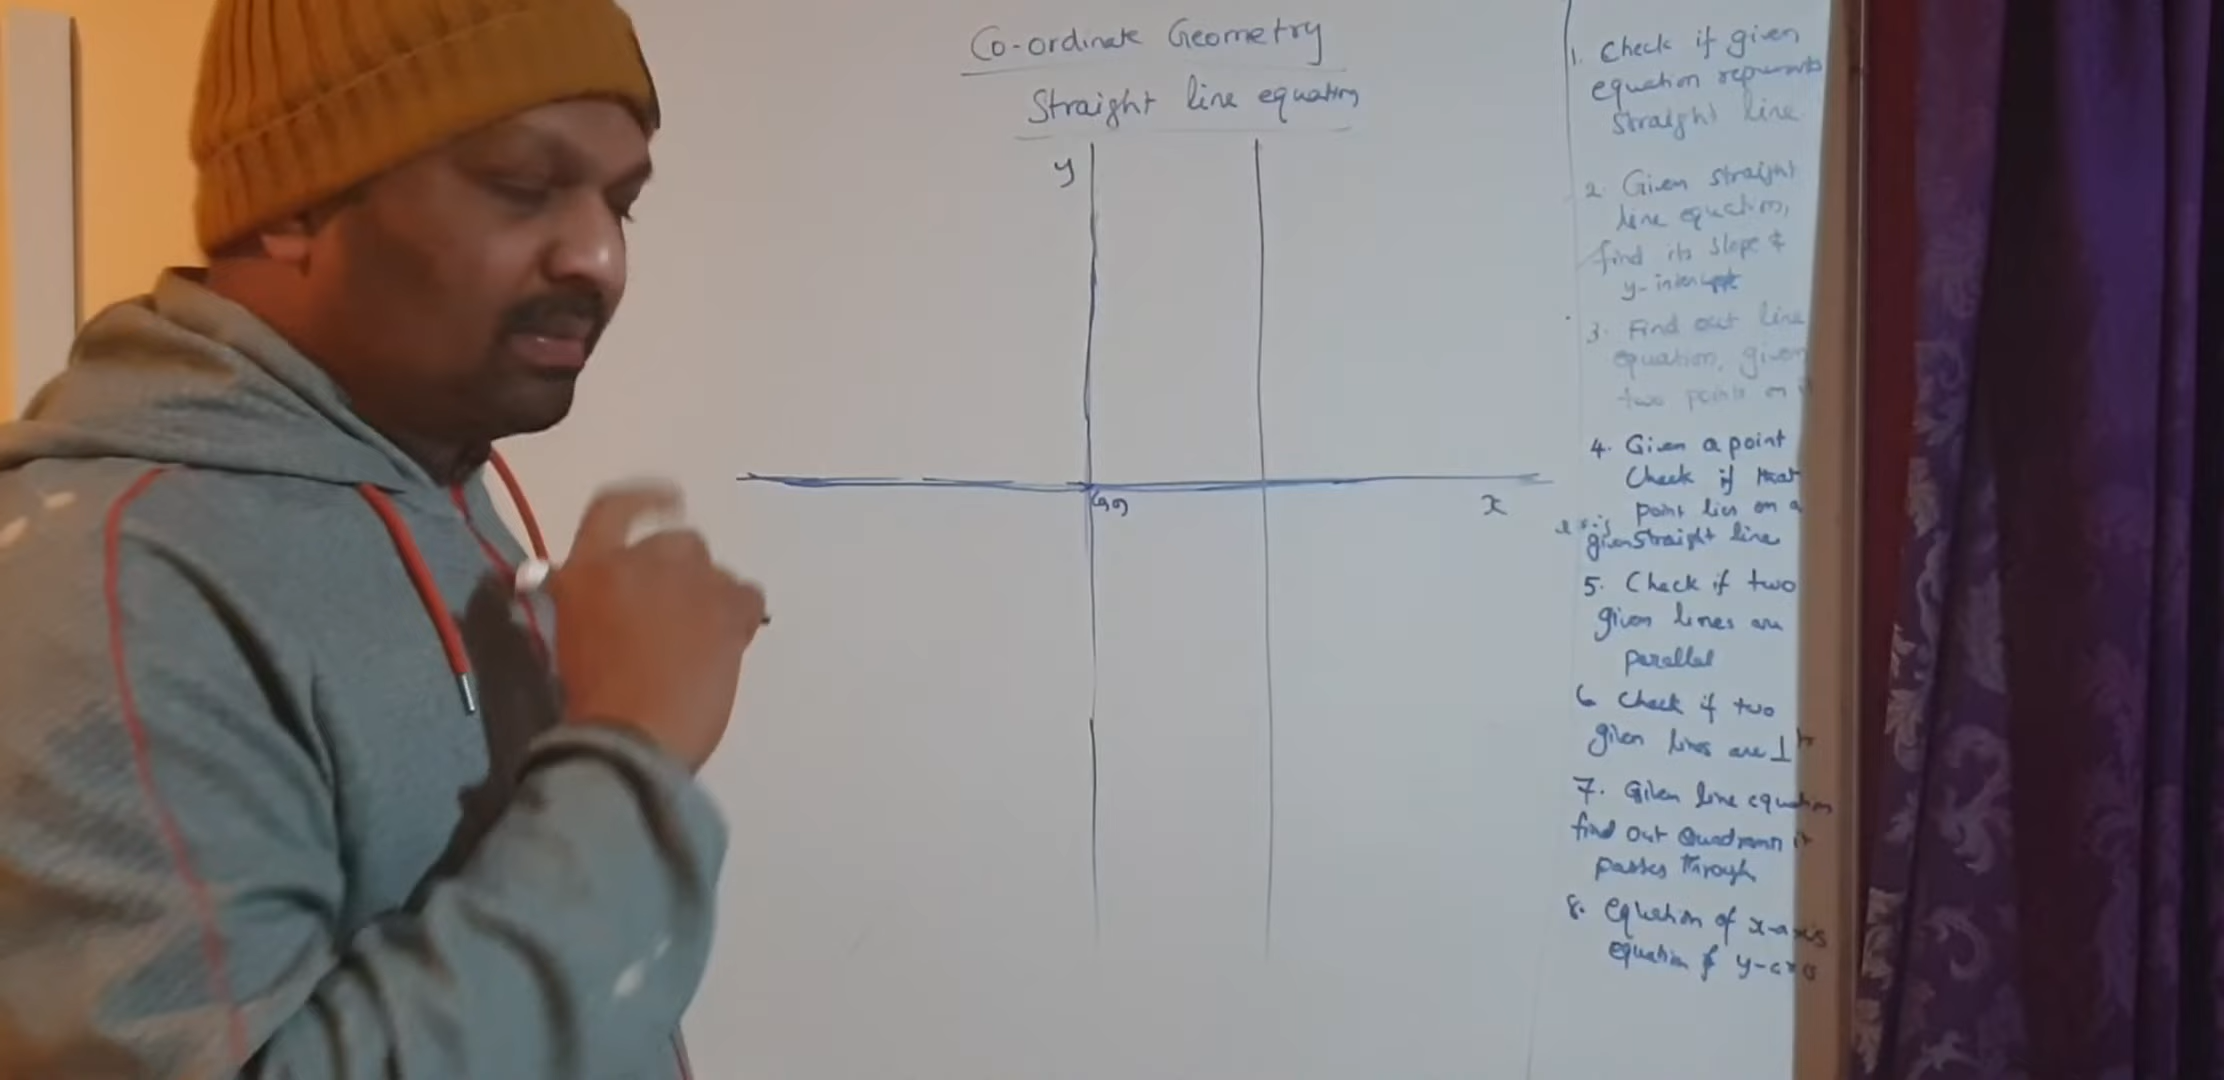 Co-ordinate Geometry
Straight line equation
y
x
1. Check if given
equation represents
straight line.
2. Given straight
line equation,
find its slope &
y-intercept
3. Find out line
equation, given
two points on it
4. Given a point
Check if that
point lies on a
given straight line
5. Check if two
given lines are
parallel
6 Check if two
given lines are ⊥
7. Given line equation
find out Quadrann it
passes through
8. Equation of x-axis
equation of y-axis